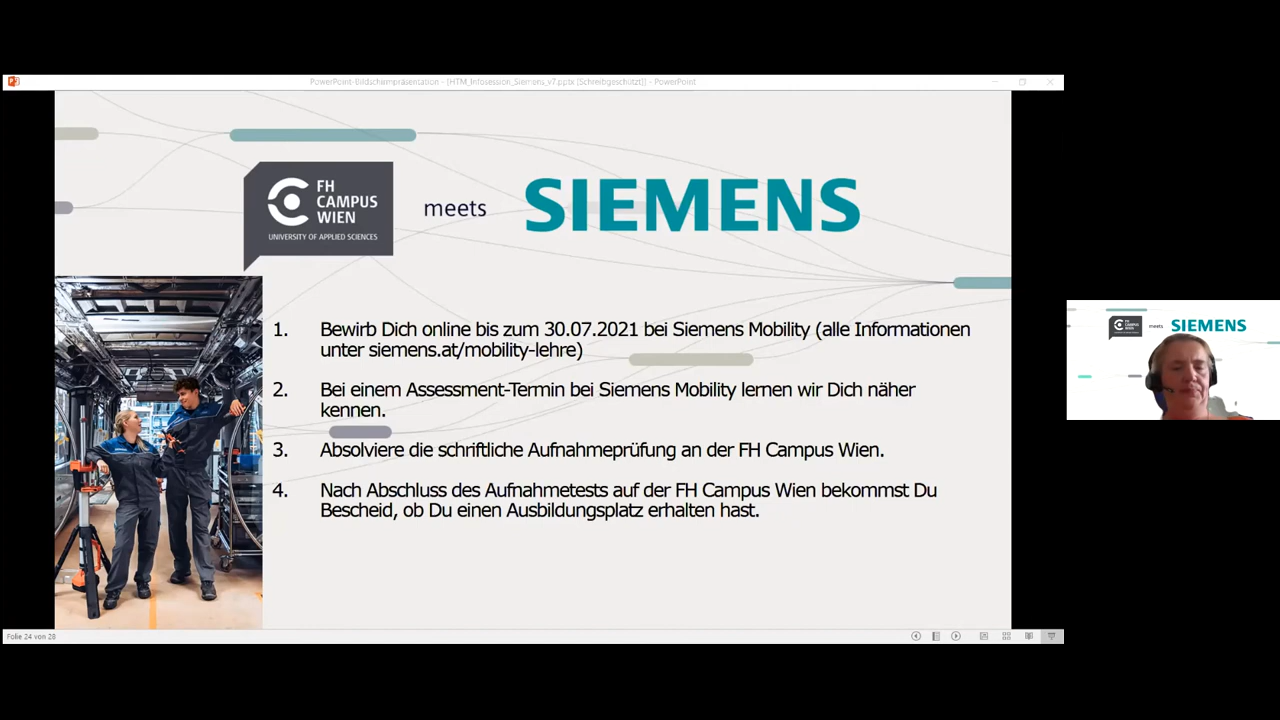 PowerPoint-Bildschirmpräsentation - [HTM_Infosession_Siemens_v7.pptx [Schreibgeschützt]] - PowerPoint
FH
CAMPUS
WIEN
UNIVERSITY OF APPLIED SCIENCES
meets
SIEMENS
1. Bewirb Dich online bis zum 30.07.2021 bei Siemens Mobility (alle Informationen
unter siemens.at/mobility-lehre)
2. Bei einem Assessment-Termin bei Siemens Mobility lernen wir Dich näher
kennen.
3. Absolviere die schriftliche Aufnahmeprüfung an der FH Campus Wien.
4. Nach Abschluss des Aufnahmetests auf der FH Campus Wien bekommst Du
Bescheid, ob Du einen Ausbildungsplatz erhalten hast.
Folie 24 von 28
FH
CAMPUS
WIEN
meets
SIEMENS